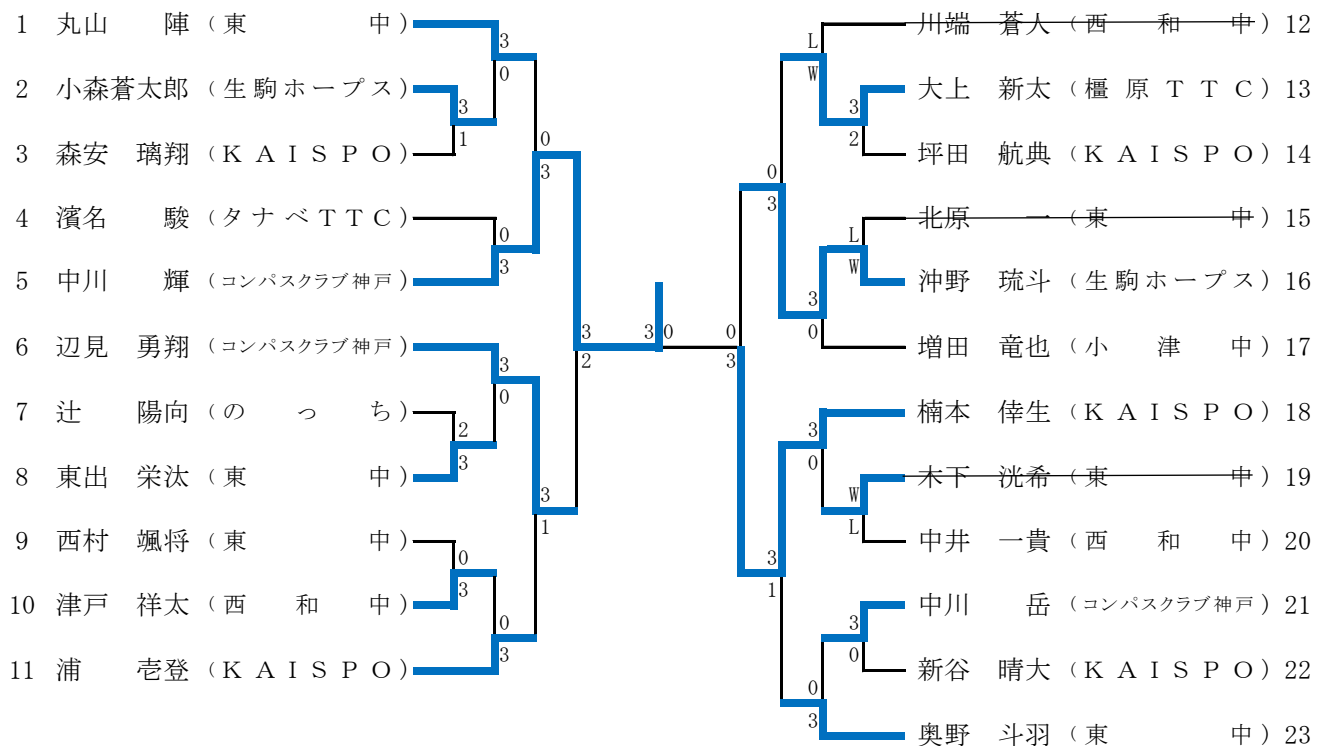 1 丸山 陣 (東 中)
3
0
2 小森蒼太郎 (生駒ホープス)
3
1
3 森安 璃翔 (KAISPO)
0
3
4 濱名 駿 (タナベTTC)
0
3
5 中川 輝 (コンパスクラブ神戸)
3
2
6 辺見 勇翔 (コンパスクラブ神戸)
3
0
7 辻 陽向 (のっち)
2
3
8 東出 栄汰 (東 中)
3
1
9 西村 颯将 (東 中)
0
3
10 津戸 祥太 (西和中)
0
3
11 浦 壱登 (KAISPO)
3 0
川端 蒼人 (西和中) 12
L
W
大上 新太 (橿原TTC) 13
3
2
坪田 航典 (KAISPO) 14
0
3
北原 一 (東 中) 15
L
W
沖野 琉斗 (生駒ホープス) 16
3
0
増田 竜也 (小津中) 17
0
3
楠本 倖生 (KAISPO) 18
3
0
木下 洸希 (東 中) 19
W
L
中井 一貴 (西和中) 20
3
1
中川 岳 (コンパスクラブ神戸) 21
3
0
新谷 晴大 (KAISPO) 22
0
3
奥野 斗羽 (東 中) 23